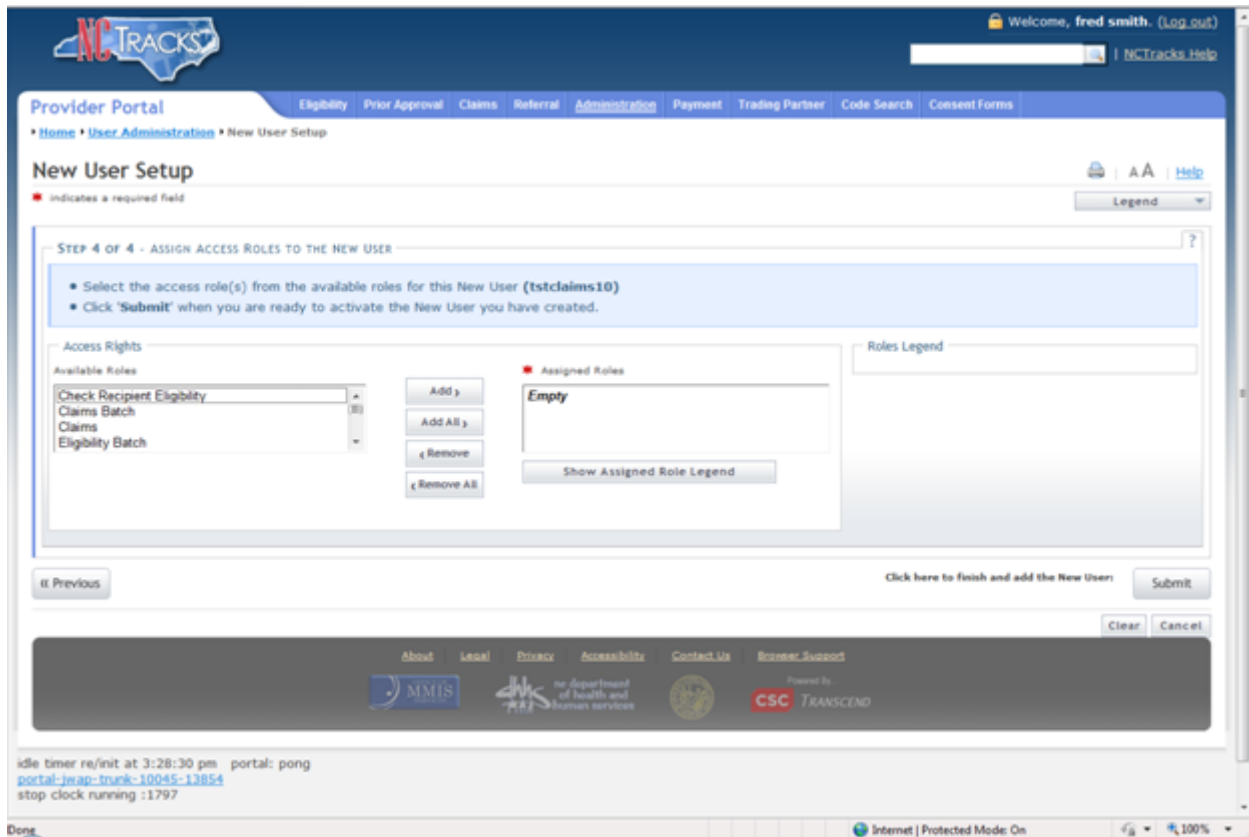 Welcome, fred smith. (Log out)
NCTRACKS
| NCTracks Help
Provider Portal
Eligibility Prior Approval Claims Referral Administration Payment Trading Partner Code Search Consent Forms
Home User Administration New User Setup
New User Setup
A A | Help
* indicates a required field
Legend
STEP 4 OF 4 - ASSIGN ACCESS ROLES TO THE NEW USER
?
• Select the access role(s) from the available roles for this New User (tstclaims10)
• Click 'Submit' when you are ready to activate the New User you have created.
Access Rights
Roles Legend
Available Roles
* Assigned Roles
Check Recipient Eligibility
Claims Batch
Claims
Eligibility Batch
Add ›
Add All ›
‹ Remove
‹ Remove All
Empty
Show Assigned Role Legend
« Previous
Click here to finish and add the New User:
Submit
Clear Cancel
About Legal Privacy Accessibility Contact Us Browser Support
MMIS
nc department
of health and
human services
Powered by...
CSC TRANSCEND
idle timer re/init at 3:28:30 pm portal: pong
portal-jwap-trunk-10045-13854
stop clock running :1797
Done
Internet | Protected Mode: On
100%